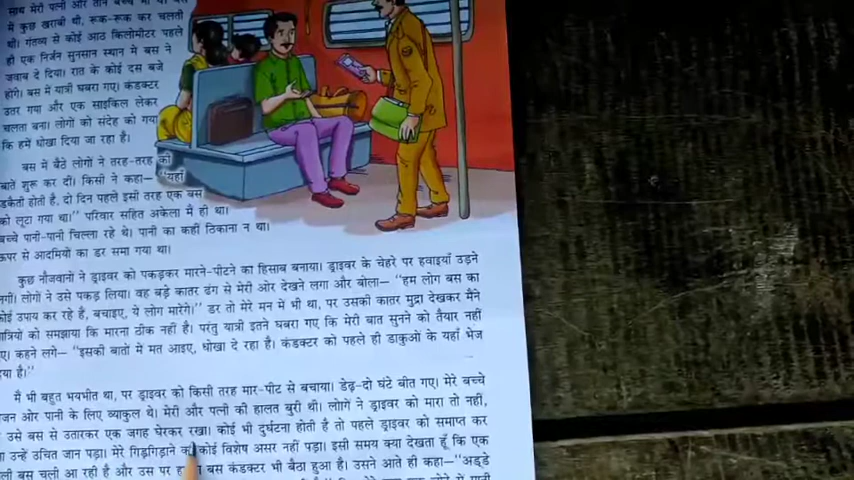 साथ मेरी पत्नी और तीन बच्चे भी थे।
में कुछ खराबी थी, रूक-रूक कर चलती
थी। गंतव्य से कोई आठ किलोमीटर पहले
ही एक निर्जन सुनसान स्थान में बस ने
जवाब दे दिया। रात के कोई दस बजे
होंगे। बस में यात्री घबरा गए। कंडक्टर
उतर गया और एक साइकिल लेकर
चलता बना। लोगों को संदेह हो गया
कि हमें धोखा दिया जा रहा है।
बस में बैठे लोगों ने तरह-तरह की
बातें शुरू कर दीं। किसी ने कहा—"यहाँ
डकैती होती है, दो दिन पहले इसी तरह एक बस
को लूटा गया था।" परिवार सहित अकेला मैं ही था।
बच्चे पानी-पानी चिल्ला रहे थे। पानी का कहीं ठिकाना न था।
ऊपर से आदमियों का डर समा गया था।
कुछ नौजवानों ने ड्राइवर को पकड़कर मारने-पीटने का हिसाब बनाया। ड्राइवर के चेहरे पर हवाइयाँ उड़ने
लगीं। लोगों ने उसे पकड़ लिया। वह बड़े कातर ढंग से मेरी ओर देखने लगा और बोला—"हम लोग बस का
कोई उपाय कर रहे हैं, बचाइए, ये लोग मारेंगे।" डर तो मेरे मन में भी था, पर उसकी कातर मुद्रा देखकर मैंने
यात्रियों को समझाया कि मारना ठीक नहीं है। परंतु यात्री इतने घबरा गए कि मेरी बात सुनने को तैयार नहीं
हुए। कहने लगे—"इसकी बातों में मत आइए, धोखा दे रहा है। कंडक्टर को पहले ही डाकुओं के यहाँ भेज
दिया है।"
मैं भी बहुत भयभीत था, पर ड्राइवर को किसी तरह मार-पीट से बचाया। डेढ़-दो घंटे बीत गए। मेरे बच्चे
भोजन और पानी के लिए व्याकुल थे। मेरी और पत्नी की हालत बुरी थी। लोगों ने ड्राइवर को मारा तो नहीं,
पर उसे बस से उतारकर एक जगह घेरकर रखा। कोई भी दुर्घटना होती है तो पहले ड्राइवर को समाप्त कर
देना उन्हें उचित जान पड़ा। मेरे गिड़गिड़ाने का कोई विशेष असर नहीं पड़ा। इसी समय क्या देखता हूँ कि एक
खाली बस चली आ रही है और उस पर हमारा बस कंडक्टर भी बैठा हुआ है। उसने आते ही कहा—"अड्डे